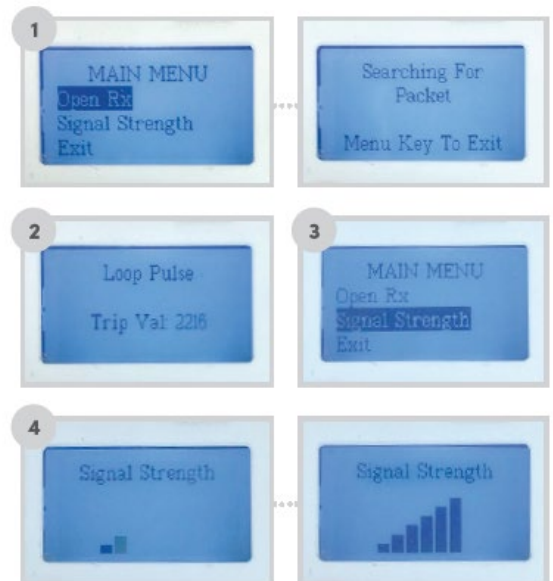 1
MAIN MENU
Open Rx
Signal Strength
Exit
Searching For
Packet
Menu Key To Exit
2
Loop Pulse
Trip Val: 2216
3
MAIN MENU
Open Rx
Signal Strength
Exit
4
Signal Strength
Signal Strength